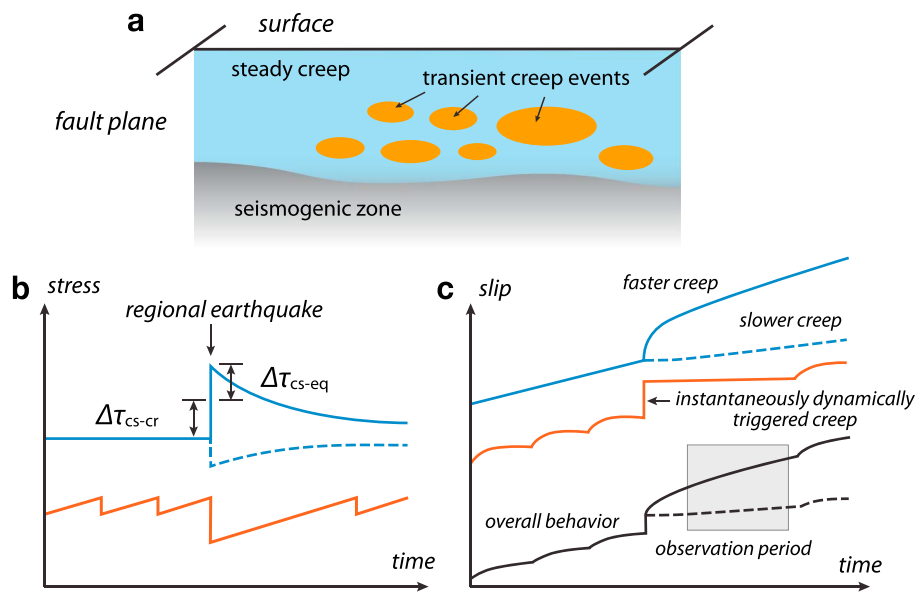 a
surface
steady creep
transient creep events
fault plane
seismogenic zone
b
stress
regional earthquake
Δτcs-eq
Δτcs-cr
time
c
slip
faster creep
slower creep
instantaneously dynamically
triggered creep
overall behavior
observation period
time